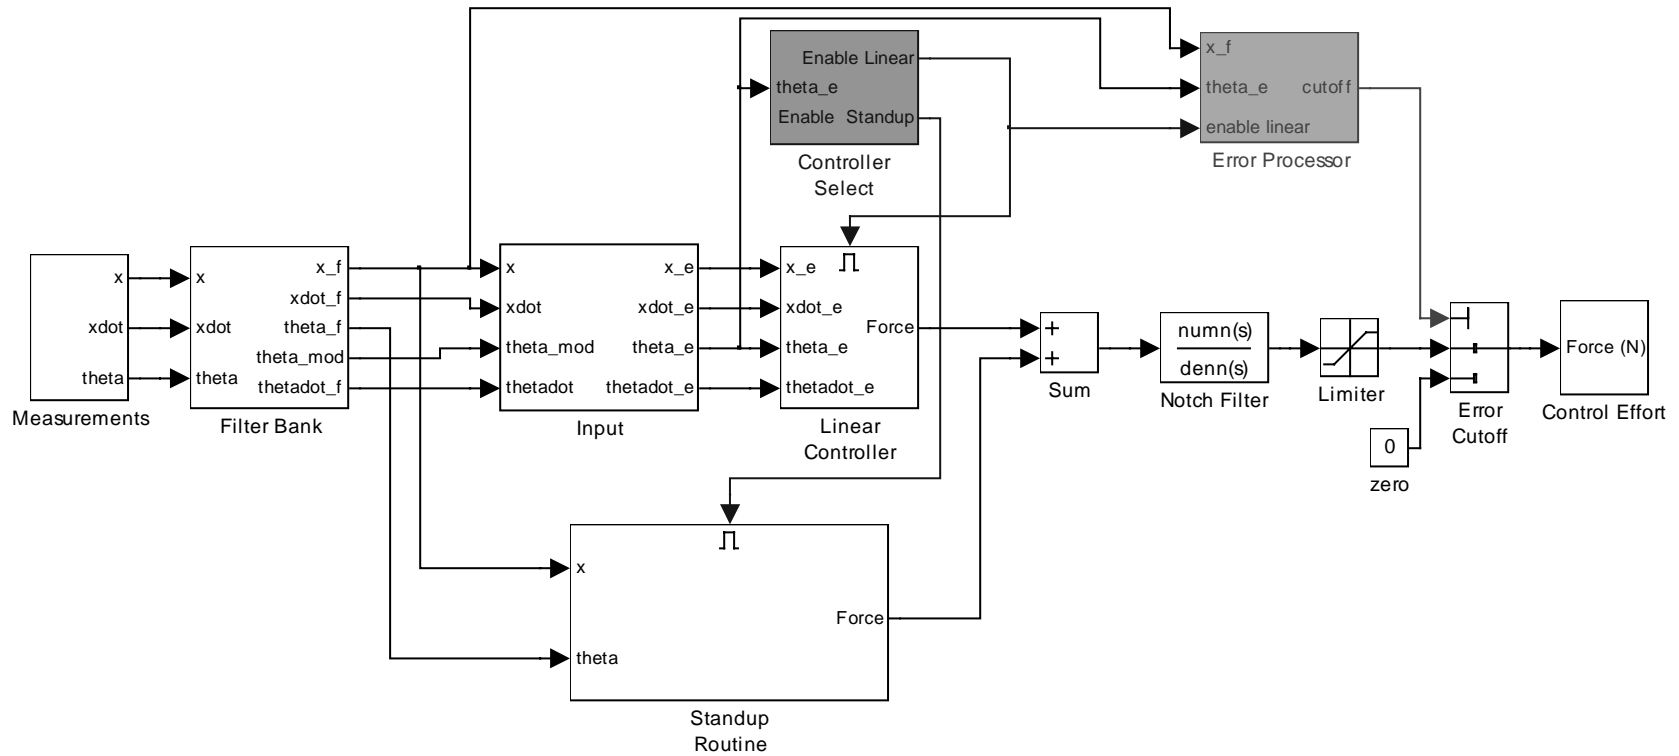 x_f
Enable Linear
theta_e
theta_e
cutoff
Enable Standup
enable linear
Controller
Select
Error Processor
x
xdot
theta
Measurements
x
xdot
theta
x_f
xdot_f
theta_f
theta_mod
thetadot_f
Filter Bank
x
xdot
theta_mod
thetadot
x_e
xdot_e
theta_e
thetadot_e
Input
x_e
xdot_e
theta_e
thetadot_e
Force
Linear
Controller
+
+
Sum
numn(s)
denn(s)
Notch Filter
Limiter
Error
Cutoff
Force (N)
Control Effort
0
zero
x
theta
Force
Standup
Routine